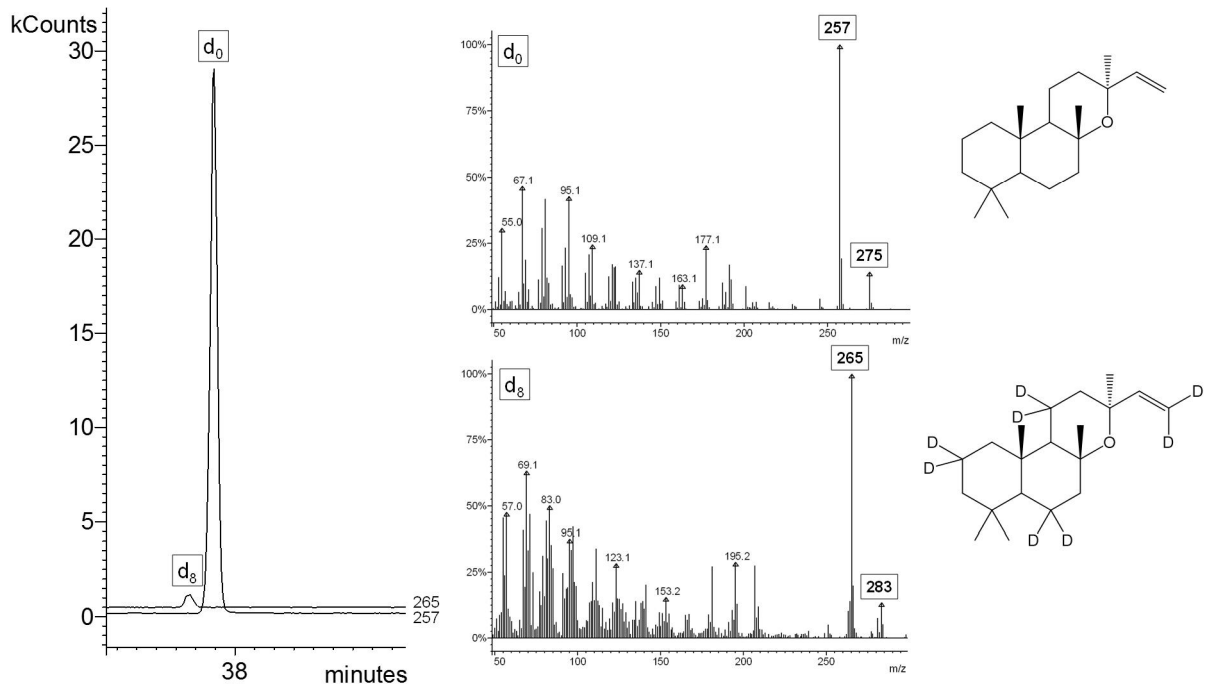 kCounts
30
25
20
15
10
5
0
d0
d8
265
257
38
minutes
d0
100%
75%
50%
25%
0%
55.0
67.1
95.1
109.1
137.1
163.1
177.1
257
275
50
100
150
200
250
m/z
O
d8
100%
75%
50%
25%
0%
57.0
69.1
83.0
95.1
123.1
153.2
195.2
265
283
50
100
150
200
250
m/z
D
D
D
D
D
D
O
D
D